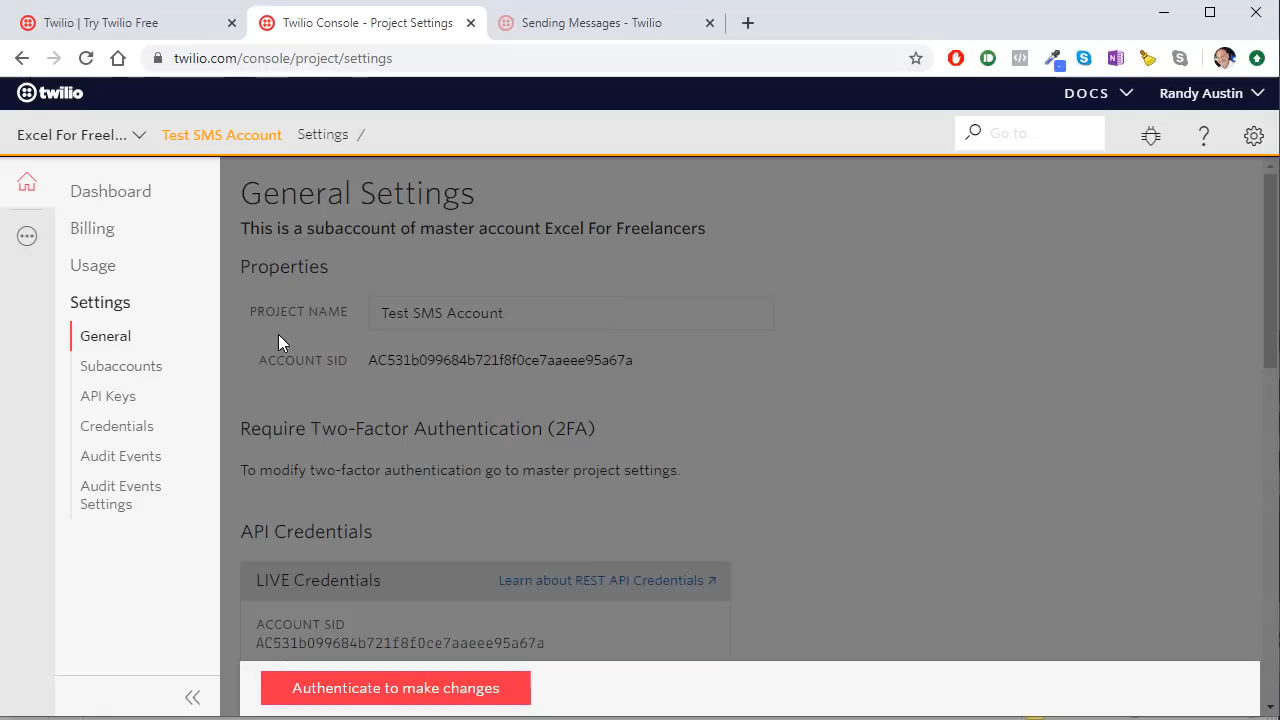 Twilio | Try Twilio Free
Twilio Console - Project Settings
Sending Messages - Twilio
twilio.com/console/project/settings
twilio
DOCS
Randy Austin
Excel For Freel...
Test SMS Account
Settings /
Go to...
Dashboard
Billing
Usage
Settings
General
Subaccounts
API Keys
Credentials
Audit Events
Audit Events
Settings
General Settings
This is a subaccount of master account Excel For Freelancers
Properties
PROJECT NAME
Test SMS Account
ACCOUNT SID
AC531b099684b721f8f0ce7aaeee95a67a
Require Two-Factor Authentication (2FA)
To modify two-factor authentication go to master project settings.
API Credentials
LIVE Credentials
Learn about REST API Credentials
ACCOUNT SID
AC531b099684b721f8f0ce7aaeee95a67a
Authenticate to make changes